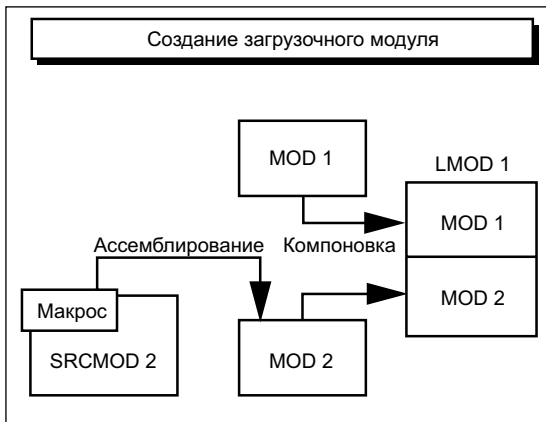 Создание загрузочного модуля
MOD 1
LMOD 1
MOD 1
Ассемблирование
Компоновка
Макрос
SRCMOD 2
MOD 2
MOD 2